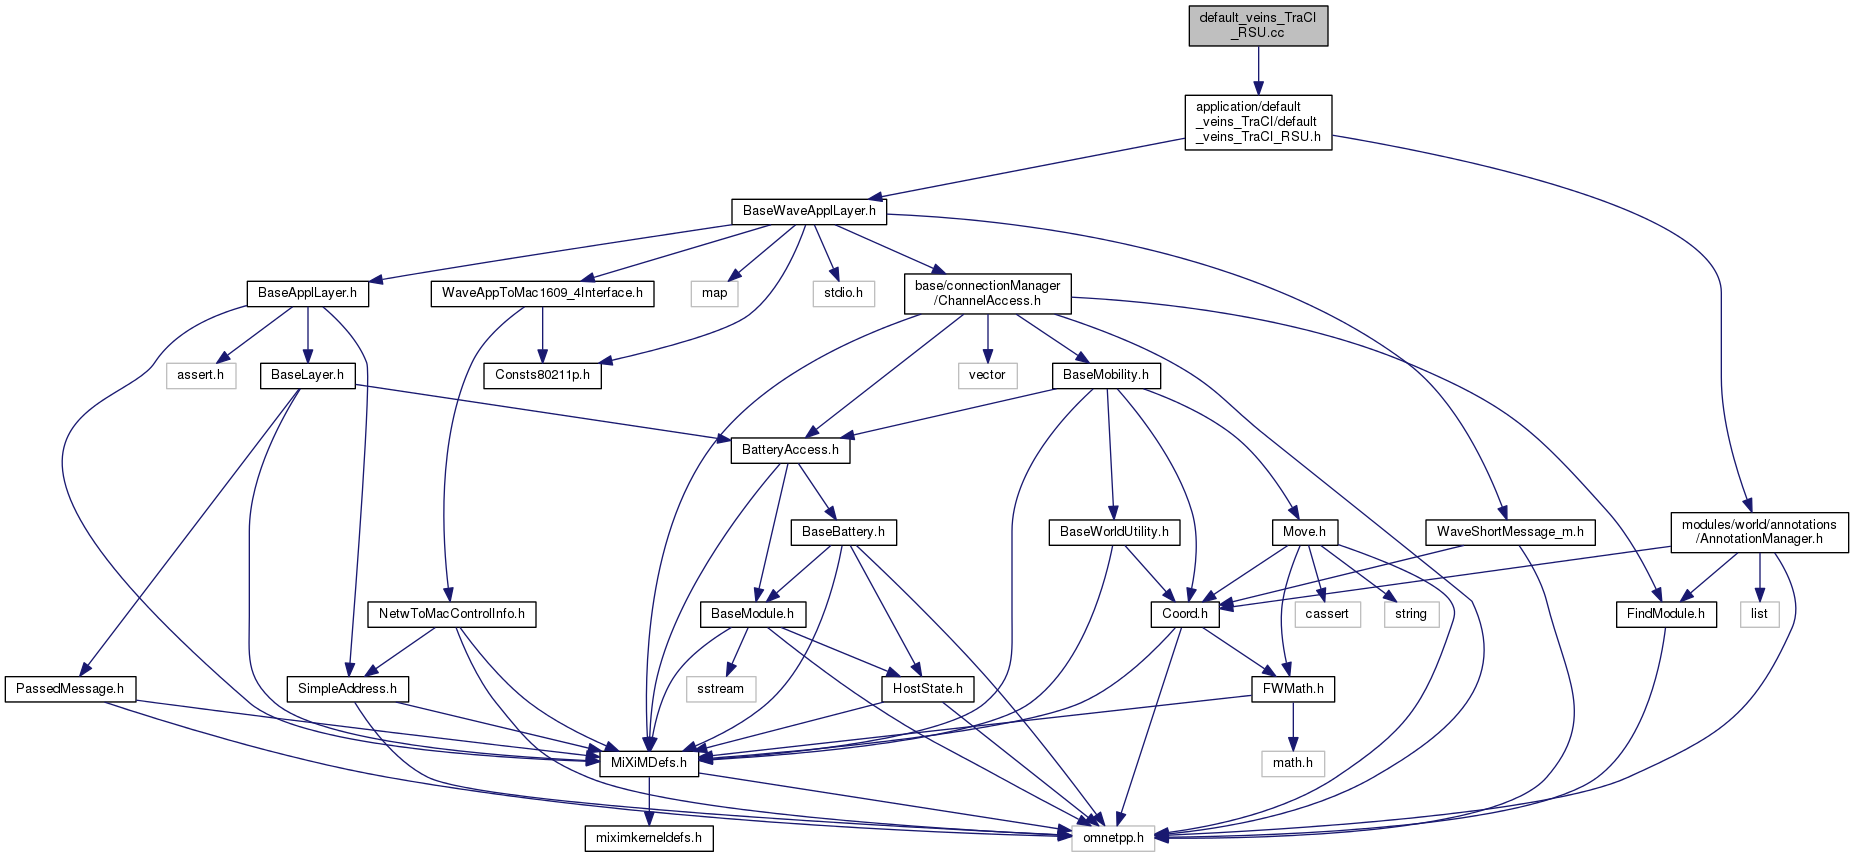 default_veins_TraCI
_RSU.cc
application/default
_veins_TraCI/default
_veins_TraCI_RSU.h
BaseWaveApplLayer.h
BaseApplLayer.h
WaveAppToMac1609_4Interface.h
map
stdio.h
base/connectionManager
/ChannelAccess.h
assert.h
BaseLayer.h
Consts80211p.h
vector
BaseMobility.h
BatteryAccess.h
BaseBattery.h
BaseWorldUtility.h
Move.h
WaveShortMessage_m.h
modules/world/annotations
/AnnotationManager.h
NetwToMacControlInfo.h
BaseModule.h
Coord.h
cassert
string
FindModule.h
list
PassedMessage.h
SimpleAddress.h
sstream
HostState.h
FWMath.h
MiXiMDefs.h
math.h
miximkerneldefs.h
omnetpp.h